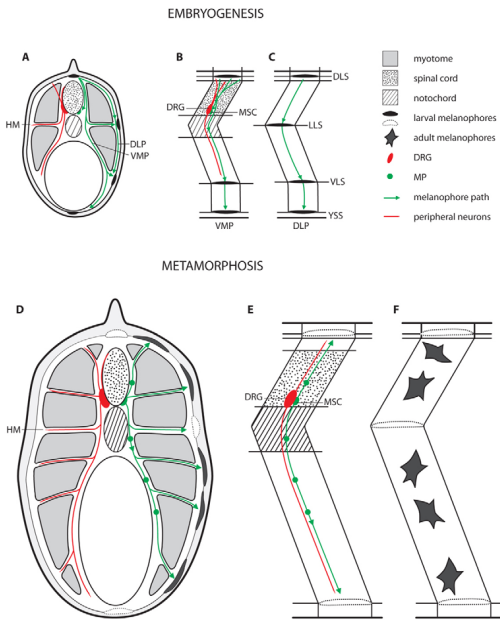 EMBRYOGENESIS
A
B
C
HM
DLP
VMP
DRG
MSC
VMP
DLS
LLS
VLS
YSS
DLP
myotome
spinal cord
notochord
larval melanophores
adult melanophores
DRG
MP
melanophore path
peripheral neurons
METAMORPHOSIS
D
E
F
HM
DRG
MSC